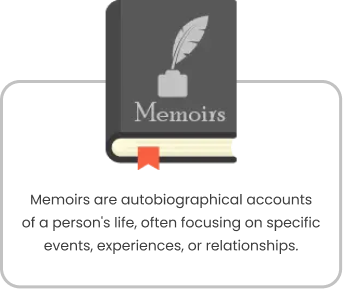 Memoirs
Memoirs are autobiographical accounts
of a person's life, often focusing on specific
events, experiences, or relationships.